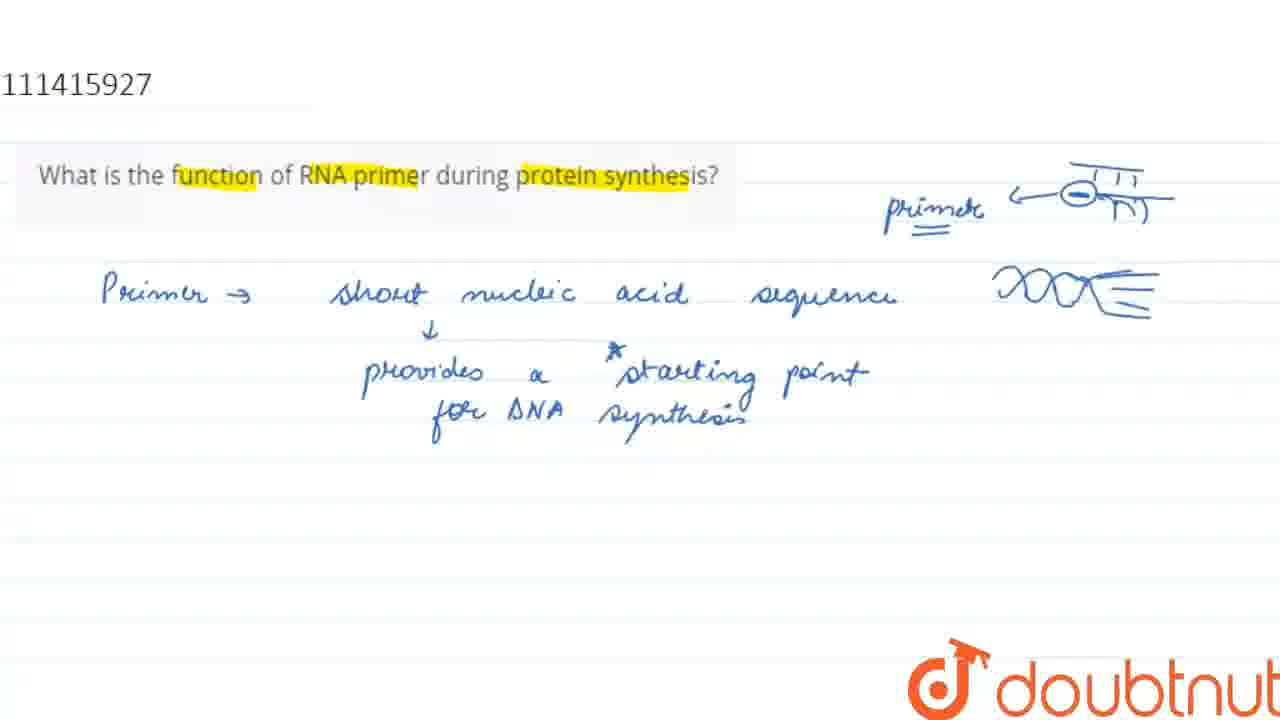 111415927
What is the function of RNA primer during protein synthesis?
primer
Primer → short nucleic acid sequence
provides a *starting point
for DNA synthesis
doubtnut